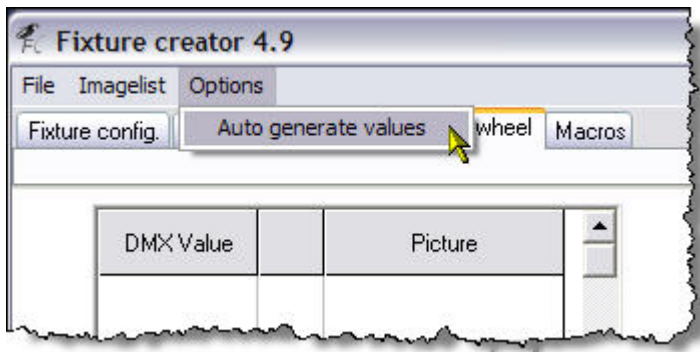 Fixture creator 4.9
File Imagelist Options
Fixture config. Auto generate values wheel Macros
DMX Value Picture